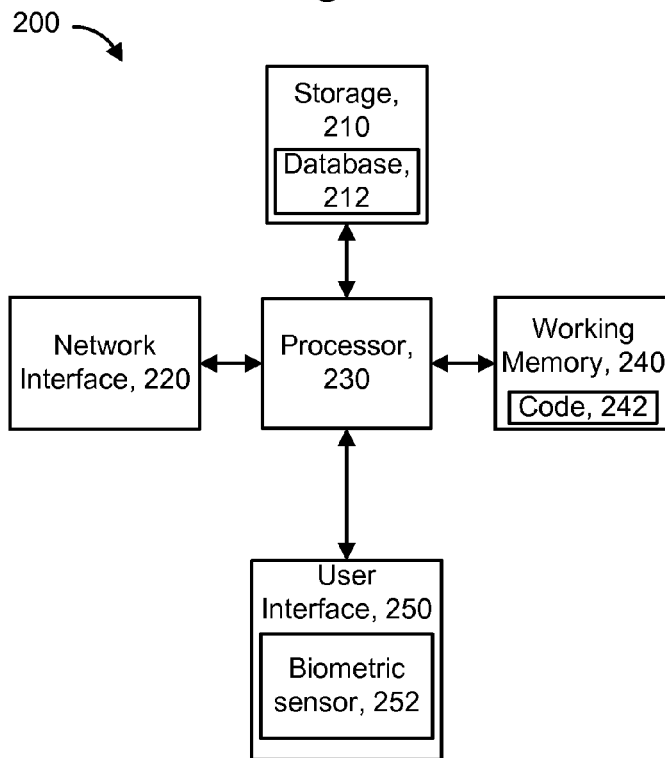 200
Storage,
210
Database,
212
Network
Interface, 220
Processor,
230
Working
Memory, 240
Code, 242
User
Interface, 250
Biometric
sensor, 252